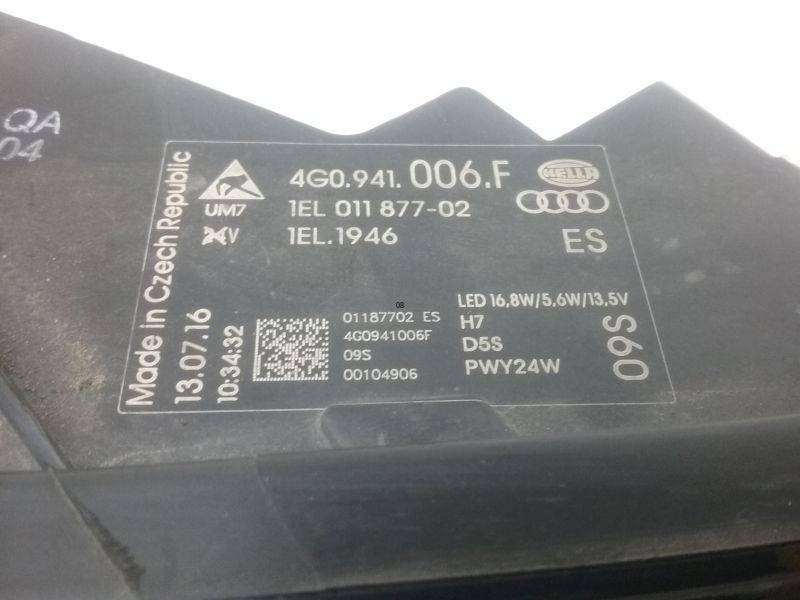 QA
04
Made in Czech Republic
13.07.16
10:34:32
UM7
24V
4G0.941.006.F
1EL 011 877-02
1EL.1946
HELLA
ES
08
01187702 ES
4G0941006F
09S
00104906
LED 16,8W/5,6W/13,5V
H7
D5S
PWY24W
09S